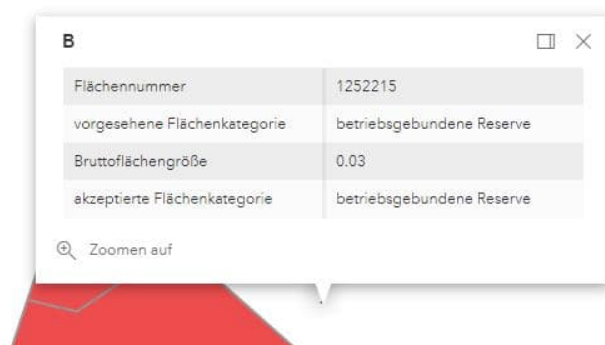 B
Flächennummer 1252215
vorgesehene Flächenkategorie betriebsgebundene Reserve
Bruttoflächengröße 0.03
akzeptierte Flächenkategorie betriebsgebundene Reserve
Zoomen auf